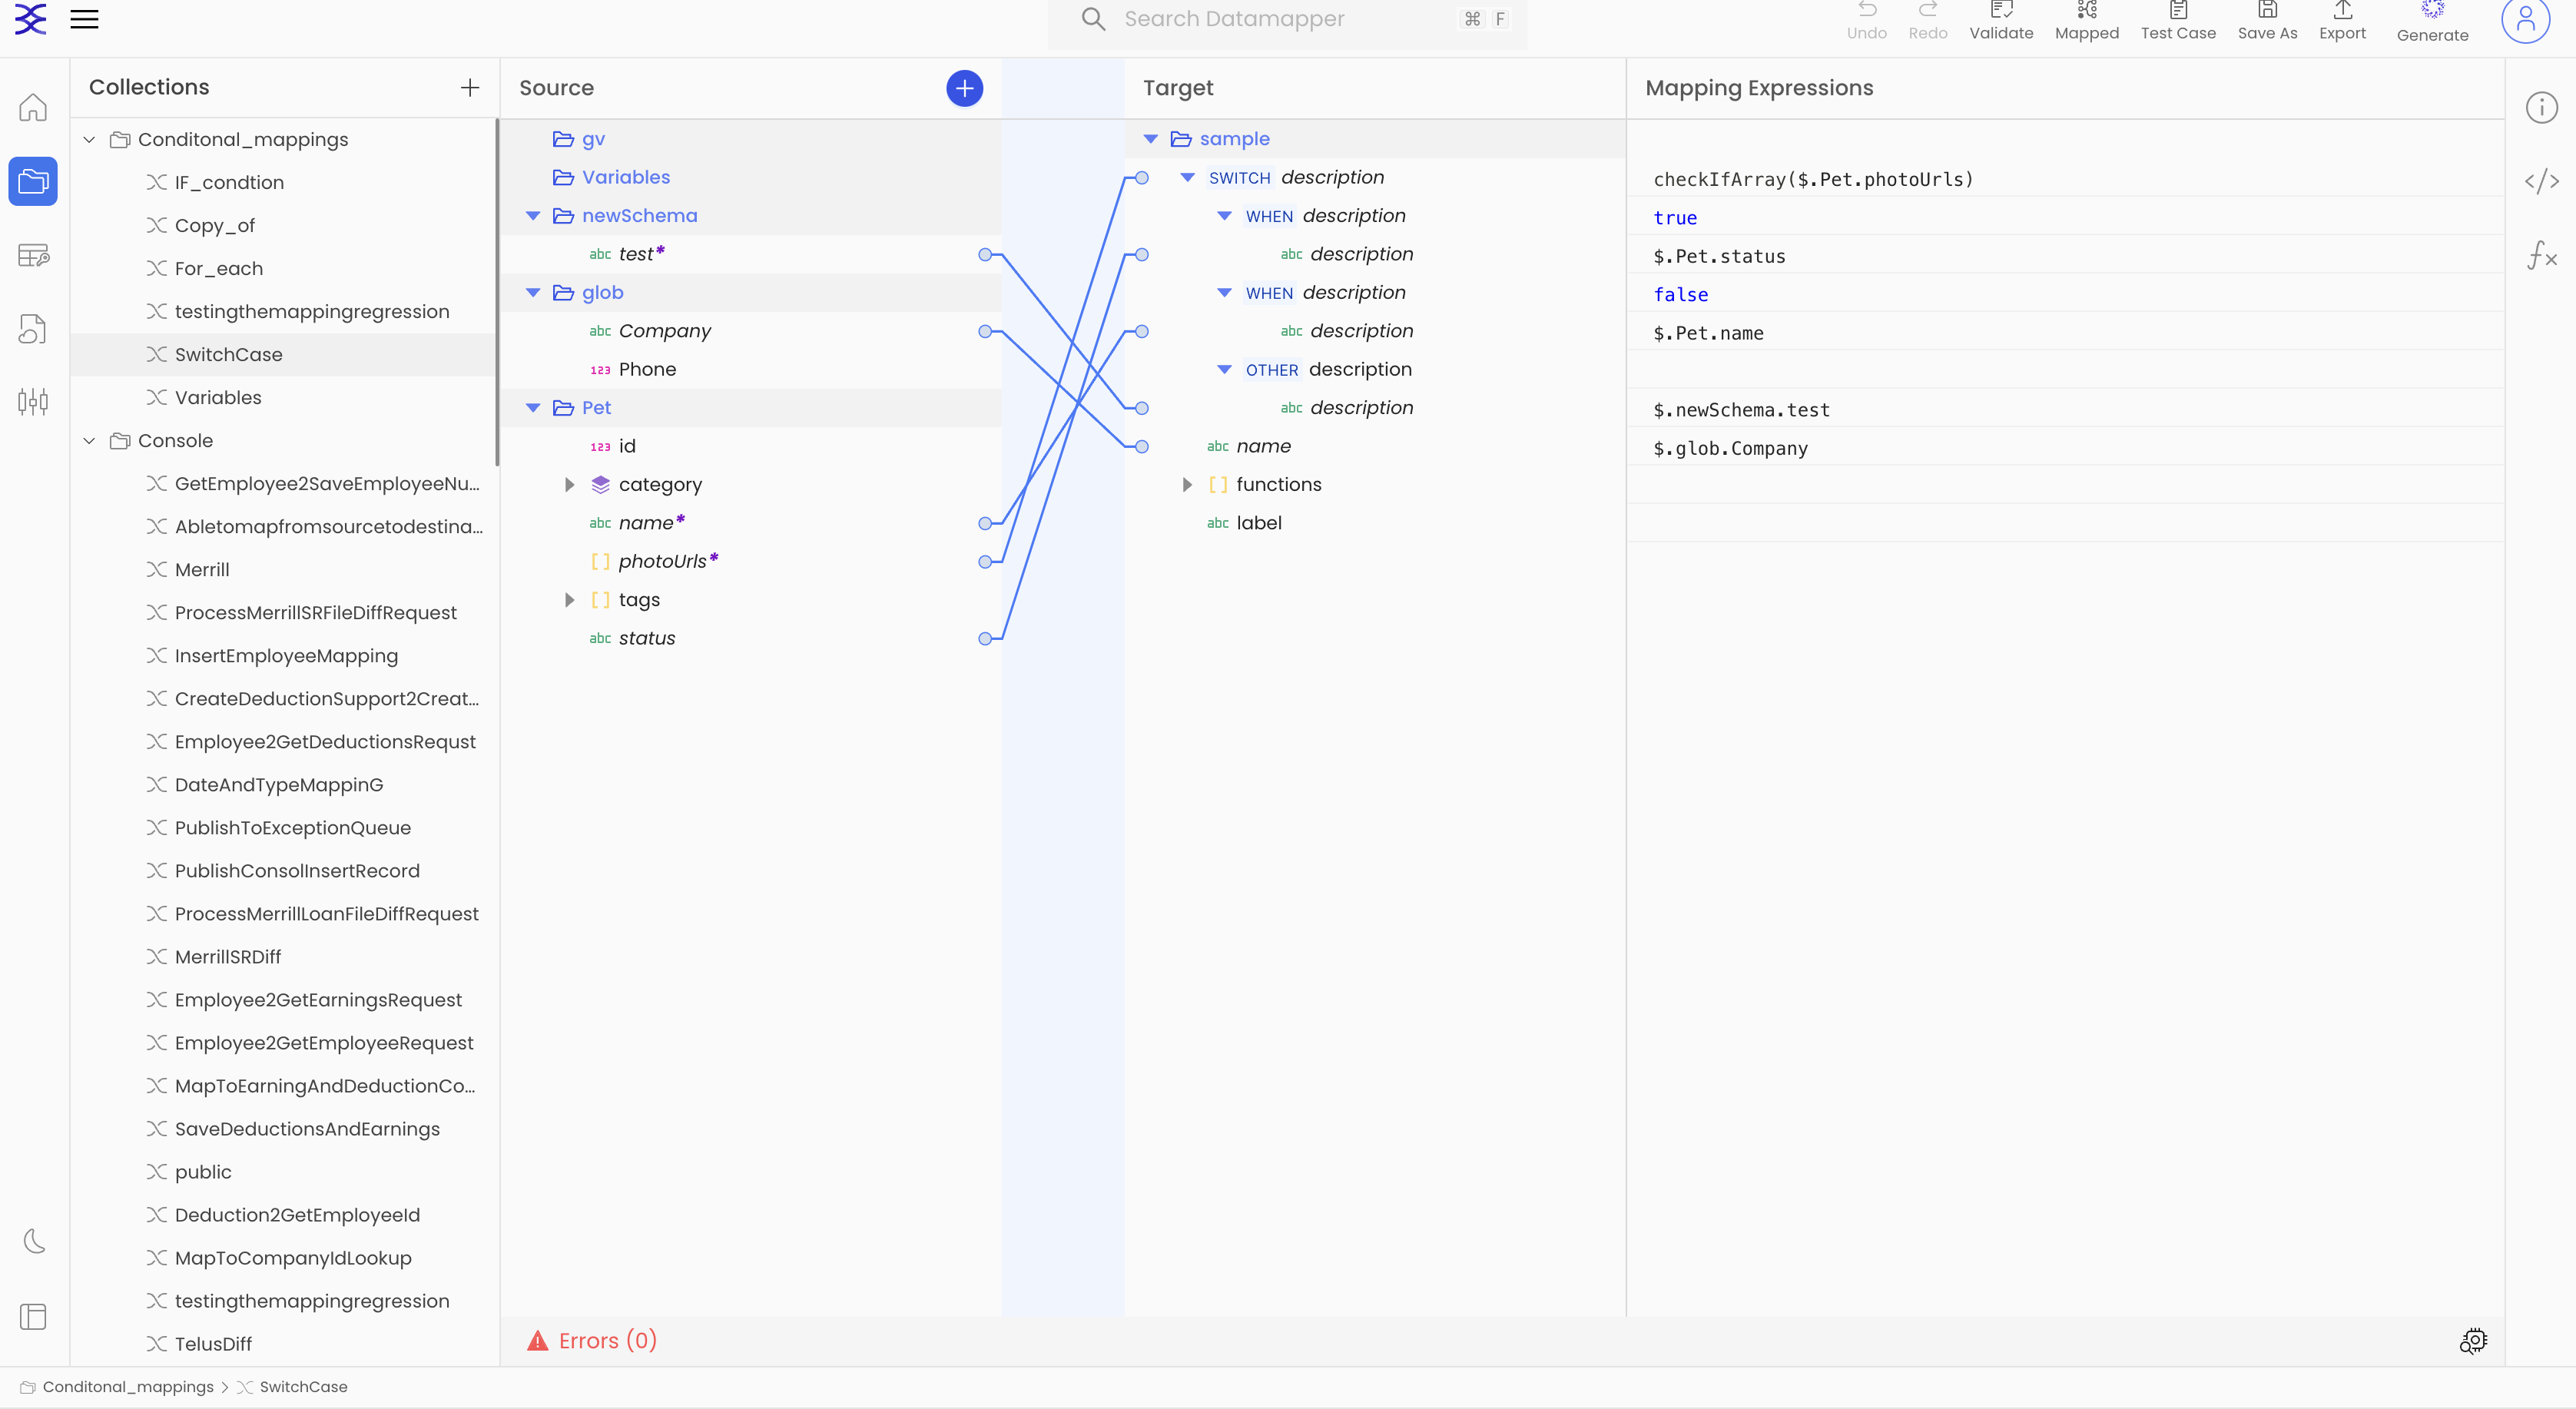 Search Datamapper ⌘ F
Undo Redo Validate Mapped Test Case Save As Export Generate
Collections
Conditonal_mappings
IF_condtion
Copy_of
For_each
testingthemappingregression
SwitchCase
Variables
Console
GetEmployee2SaveEmployeeNu...
Abletomapfromsourcetodestina...
Merrill
ProcessMerrillSRFileDiffRequest
InsertEmployeeMapping
CreateDeductionSupport2Creat...
Employee2GetDeductionsRequst
DateAndTypeMappinG
PublishToExceptionQueue
PublishConsolInsertRecord
ProcessMerrillLoanFileDiffRequest
MerrillSRDiff
Employee2GetEarningsRequest
Employee2GetEmployeeRequest
MapToEarningAndDeductionCo...
SaveDeductionsAndEarnings
public
Deduction2GetEmployeeId
MapToCompanyIdLookup
testingthemappingregression
TelusDiff
Source
gv
Variables
newSchema
abc test*
glob
abc Company
123 Phone
Pet
123 id
category
abc name*
[ ] photoUrls*
[ ] tags
abc status
Target
sample
SWITCH description
WHEN description
abc description
WHEN description
abc description
OTHER description
abc description
abc name
[ ] functions
abc label
Mapping Expressions
checkIfArray($.Pet.photoUrls)
true
$.Pet.status
false
$.Pet.name
$.newSchema.test
$.glob.Company
Errors (0)
Conditonal_mappings > SwitchCase